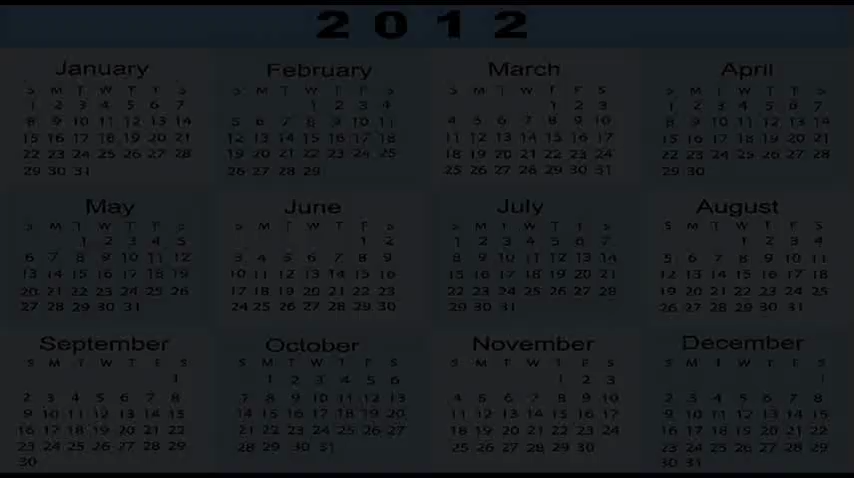 2012
January February March April
S M T W T F S S M T W T F S S M T W T F S S M T W T F S
1 2 3 4 5 6 7 1 2 3 4 1 2 3 1 2 3 4 5 6 7
8 9 10 11 12 13 14 5 6 7 8 9 10 11 4 5 6 7 8 9 10 8 9 10 11 12 13 14
15 16 17 18 19 20 21 12 13 14 15 16 17 18 11 12 13 14 15 16 17 15 16 17 18 19 20 21
22 23 24 25 26 27 28 19 20 21 22 23 24 25 18 19 20 21 22 23 24 22 23 24 25 26 27 28
29 30 31 26 27 28 29 25 26 27 28 29 30 31 29 30
May June July August
S M T W T F S S M T W T F S S M T W T F S S M T W T F S
1 2 3 4 5 1 2 1 2 3 4 5 6 7 1 2 3 4
6 7 8 9 10 11 12 3 4 5 6 7 8 9 8 9 10 11 12 13 14 5 6 7 8 9 10 11
13 14 15 16 17 18 19 10 11 12 13 14 15 16 15 16 17 18 19 20 21 12 13 14 15 16 17 18
20 21 22 23 24 25 26 17 18 19 20 21 22 23 22 23 24 25 26 27 28 19 20 21 22 23 24 25
27 28 29 30 31 24 25 26 27 28 29 30 29 30 31 26 27 28 29 30 31
September October November December
S M T W T F S S M T W T F S S M T W T F S S M T W T F S
1 1 2 3 4 5 6 1 2 3 1
2 3 4 5 6 7 8 7 8 9 10 11 12 13 4 5 6 7 8 9 10 2 3 4 5 6 7 8
9 10 11 12 13 14 15 14 15 16 17 18 19 20 11 12 13 14 15 16 17 9 10 11 12 13 14 15
16 17 18 19 20 21 22 21 22 23 24 25 26 27 18 19 20 21 22 23 24 16 17 18 19 20 21 22
23 24 25 26 27 28 29 28 29 30 31 25 26 27 28 29 30 23 24 25 26 27 28 29
30 30 31